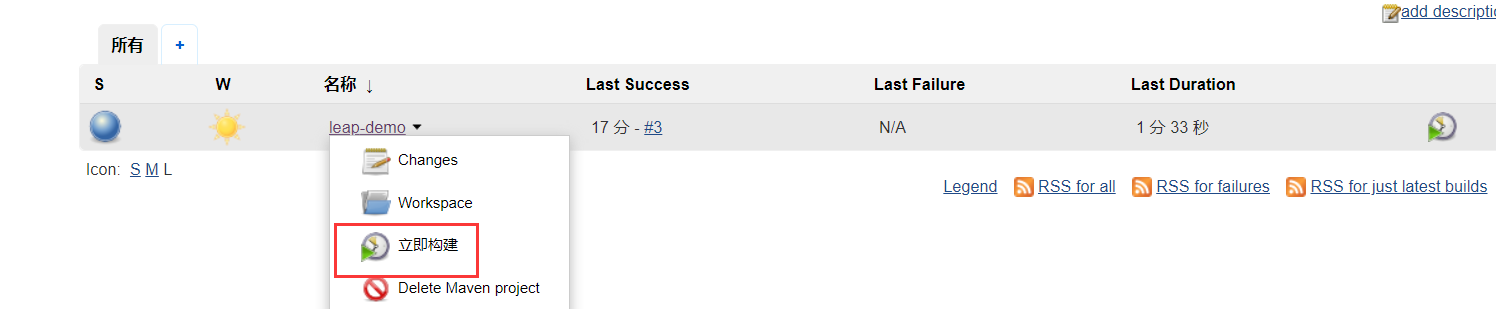 add descripti
所有 +
S W 名称 ↓ Last Success Last Failure Last Duration
leap-demo 17 分 - #3 N/A 1 分 33 秒
Icon: S M L
Changes
Legend RSS for all RSS for failures RSS for just latest builds
Workspace
立即构建
Delete Maven project